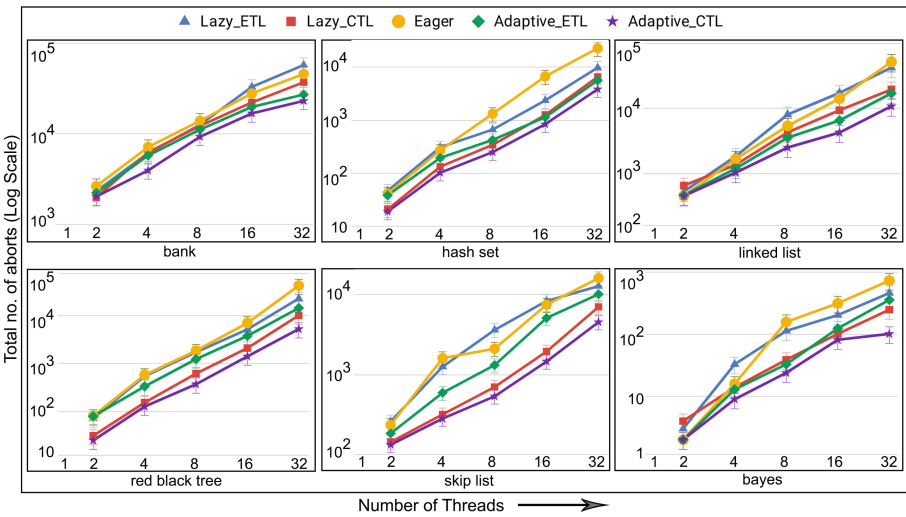 Lazy_ETL Lazy_CTL Eager Adaptive_ETL Adaptive_CTL
Total no. of aborts (Log Scale)
10^5
10^4
10^3
1 2 4 8 16 32
bank
10^4
10^3
10^2
10
1 2 4 8 16 32
hash set
10^5
10^4
10^3
10^2
1 2 4 8 16 32
linked list
10^5
10^4
10^3
10^2
10
1 2 4 8 16 32
red black tree
10^4
10^3
10^2
1 2 4 8 16 32
skip list
10^3
10^2
10
1
1 2 4 8 16 32
bayes
Number of Threads